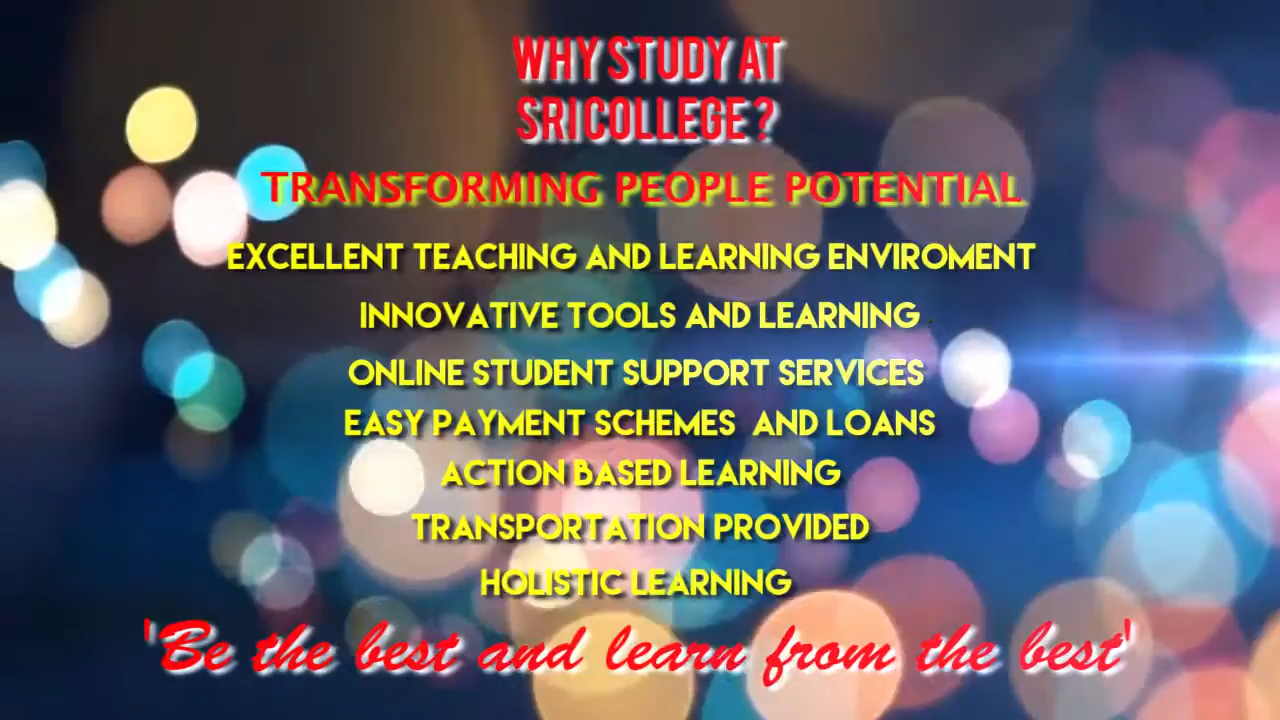 WHY STUDY AT
SRI COLLEGE ?
TRANSFORMING PEOPLE POTENTIAL
EXCELLENT TEACHING AND LEARNING ENVIROMENT
INNOVATIVE TOOLS AND LEARNING
ONLINE STUDENT SUPPORT SERVICES
EASY PAYMENT SCHEMES AND LOANS
ACTION BASED LEARNING
TRANSPORTATION PROVIDED
HOLISTIC LEARNING
'Be the best and learn from the best'